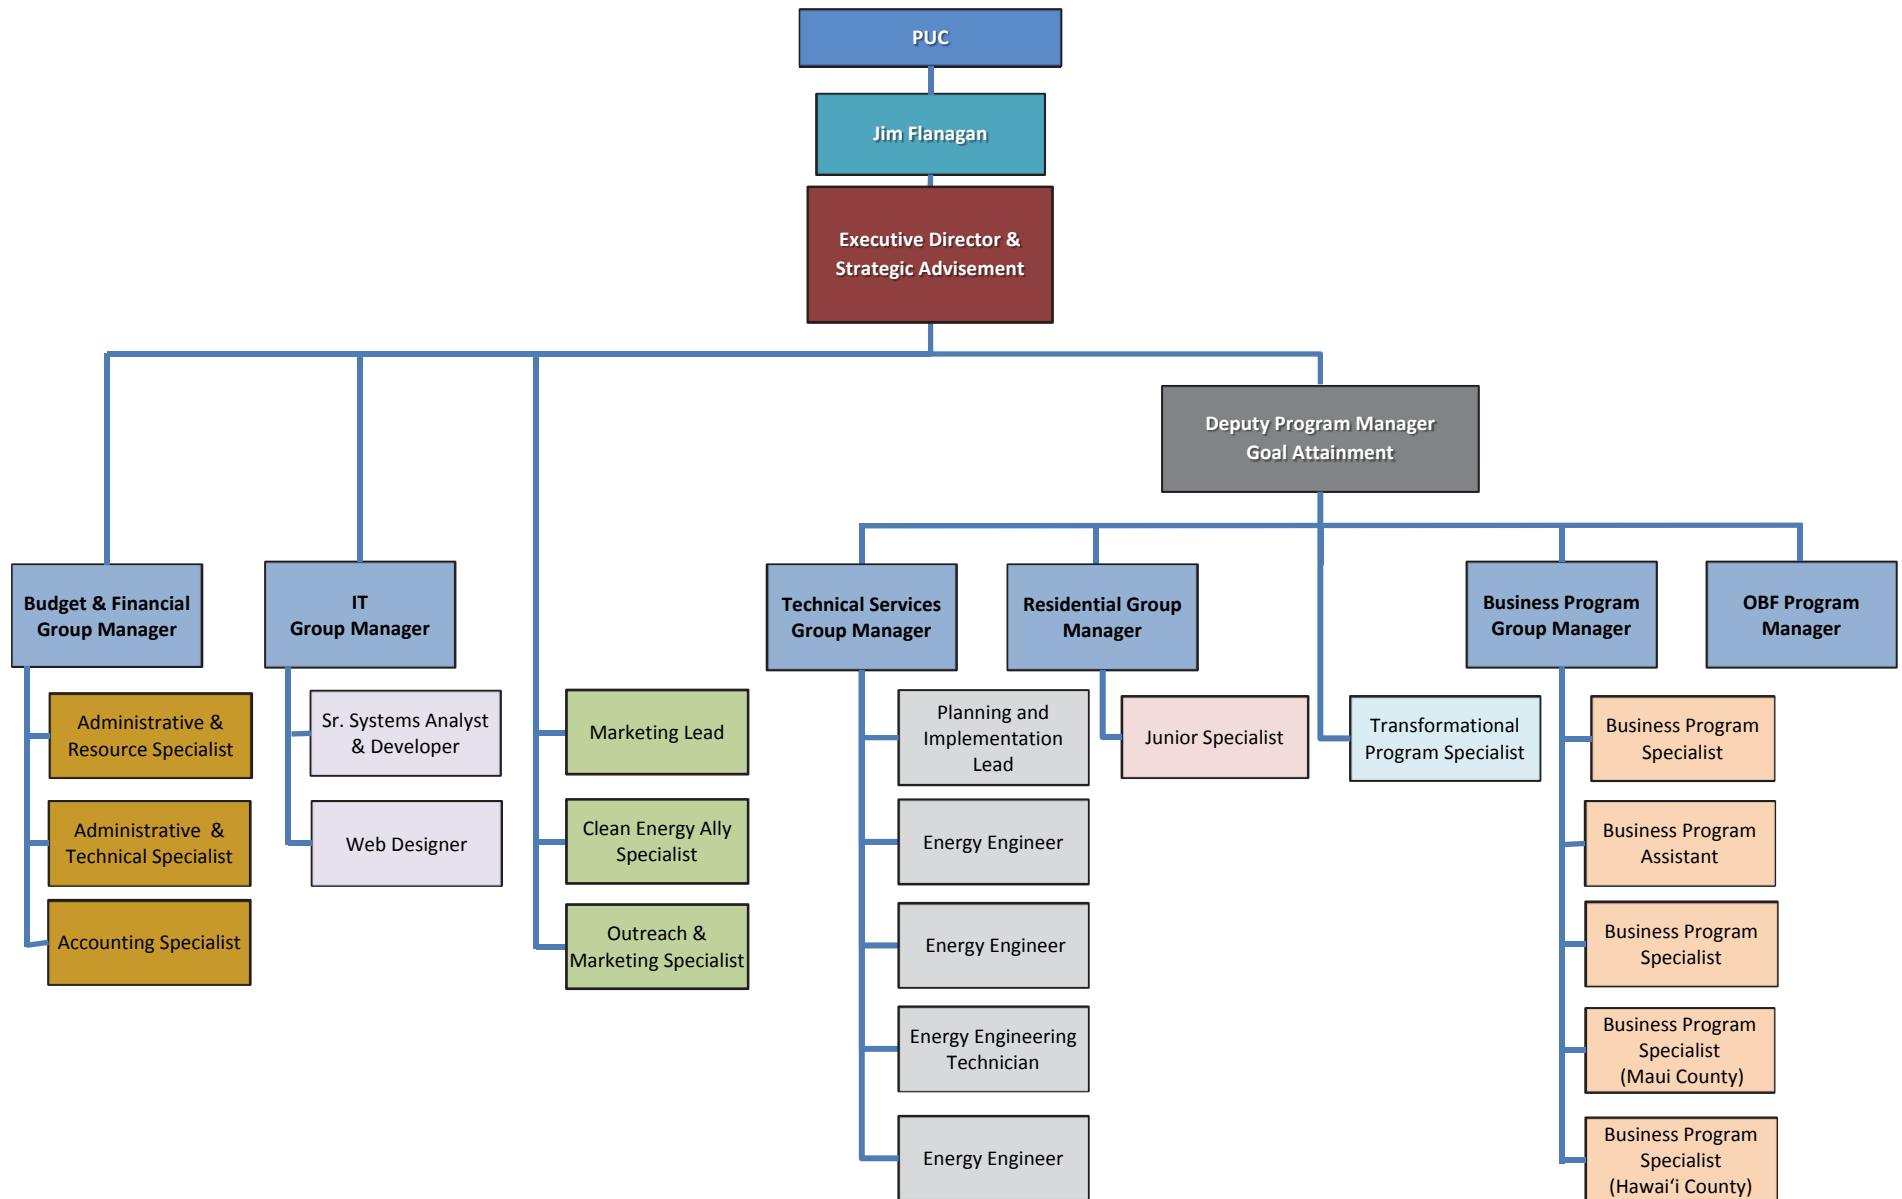 PUC
Jim Flanagan
Executive Director &
Strategic Advisement
Deputy Program Manager
Goal Attainment
Budget & Financial
Group Manager
IT
Group Manager
Technical Services
Group Manager
Residential Group
Manager
Business Program
Group Manager
OBF Program
Manager
Administrative &
Resource Specialist
Administrative &
Technical Specialist
Accounting Specialist
Sr. Systems Analyst
& Developer
Web Designer
Marketing Lead
Clean Energy Ally
Specialist
Outreach &
Marketing Specialist
Planning and
Implementation
Lead
Energy Engineer
Energy Engineer
Energy Engineering
Technician
Energy Engineer
Junior Specialist
Transformational
Program Specialist
Business Program
Specialist
Business Program
Assistant
Business Program
Specialist
Business Program
Specialist
(Maui County)
Business Program
Specialist
(Hawai‘i County)